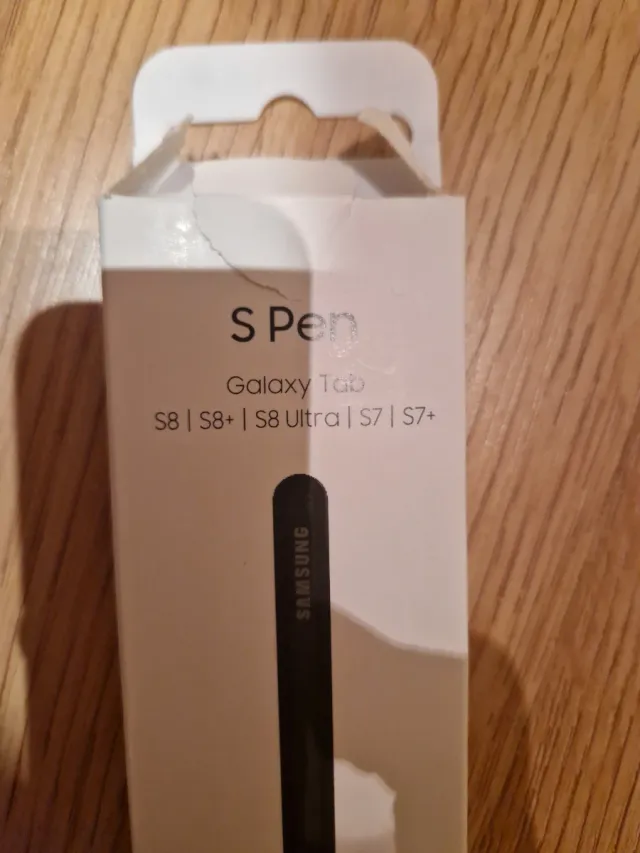 S Pen
Galaxy Tab
S8 | S8+ | S8 Ultra | S7 | S7+
SAMSUNG